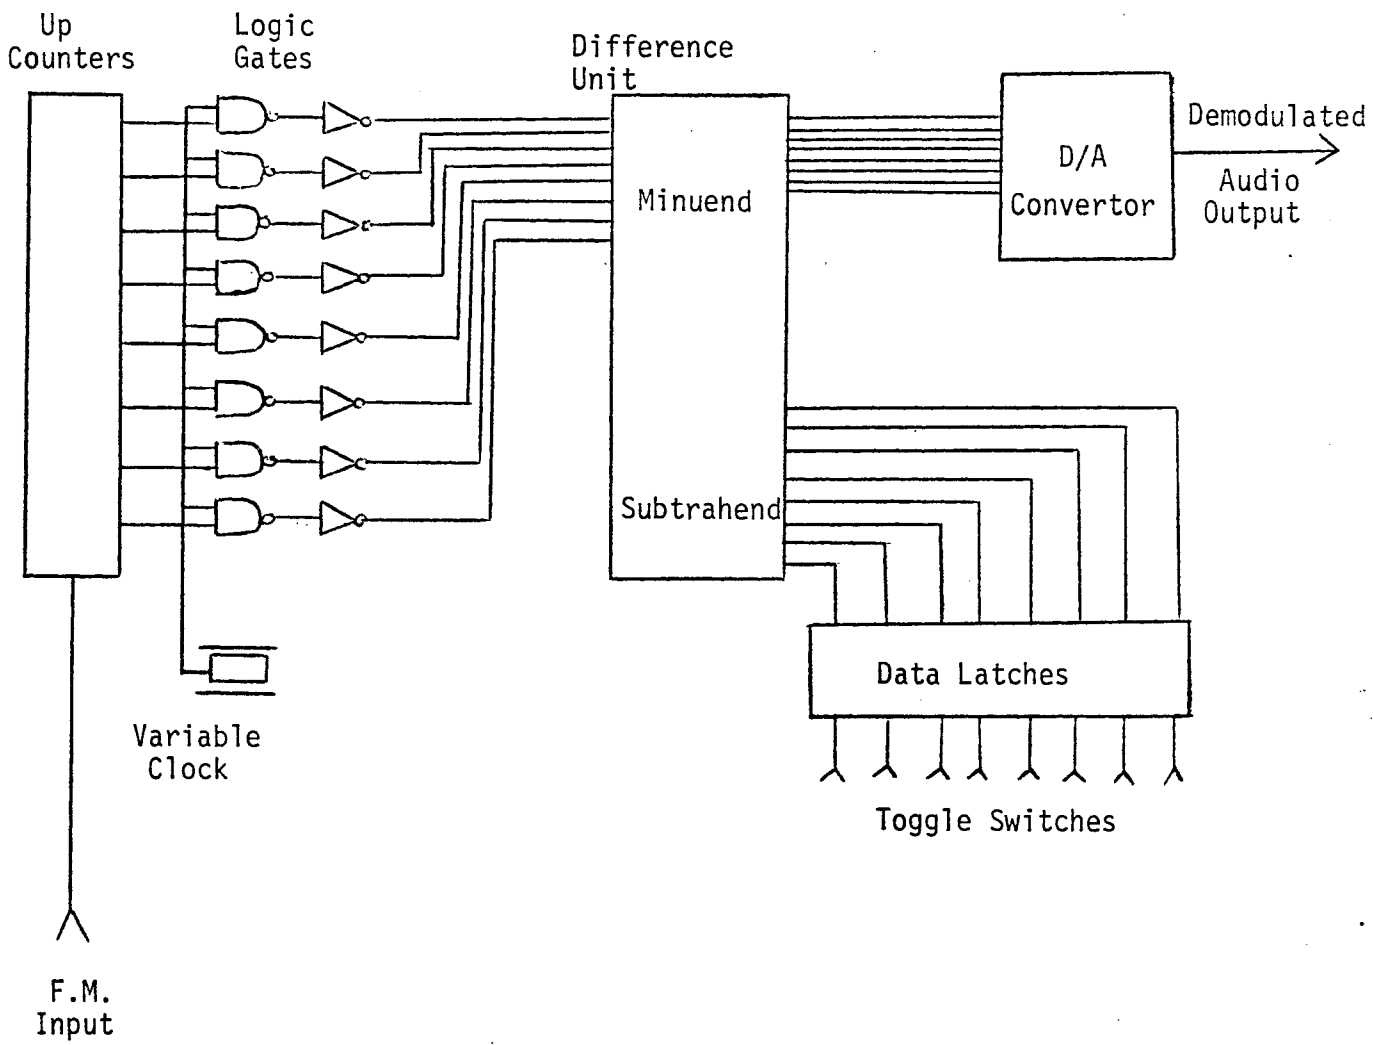 Up
Counters
Logic
Gates
Difference
Unit
Minuend
Subtrahend
D/A
Convertor
Demodulated
Audio
Output
Data Latches
Toggle Switches
Variable
Clock
F.M.
Input